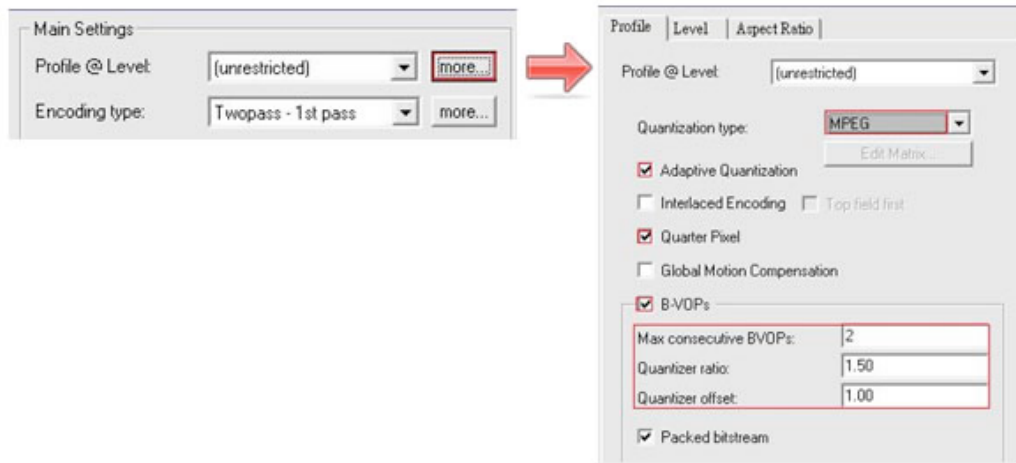 Main Settings
Profile @ Level:
(unrestricted)
more...
Encoding type:
Twopass - 1st pass
more...
Profile
Level
Aspect Ratio
Profile @ Level:
(unrestricted)
Quantization type:
MPEG
Edit Matrix...
Adaptive Quantization
Interlaced Encoding
Top field first
Quarter Pixel
Global Motion Compensation
B-VOPs
Max consecutive BVOPs:
2
Quantizer ratio:
1.50
Quantizer offset:
1.00
Packed bitstream